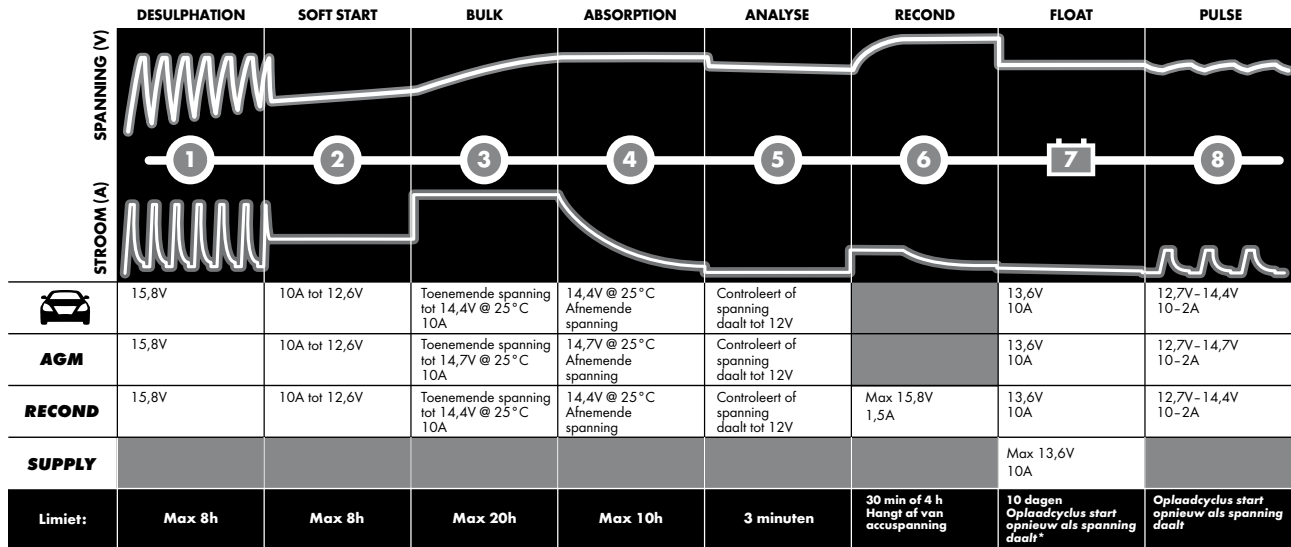 DESULPHATION SOFT START BULK ABSORPTION ANALYSE RECOND FLOAT PULSE
SPANNING (V)
1 2 3 4 5 6 7 8
STROOM (A)
15,8V
10A tot 12,6V
Toenemende spanning
tot 14,4V @ 25°C
10A
14,4V @ 25°C
Afnemende
spanning
Controleert of
spanning
daalt tot 12V
13,6V
10A
12,7V–14,4V
10–2A
AGM
15,8V
10A tot 12,6V
Toenemende spanning
tot 14,7V @ 25°C
10A
14,7V @ 25°C
Afnemende
spanning
Controleert of
spanning
daalt tot 12V
13,6V
10A
12,7V–14,7V
10–2A
RECOND
15,8V
10A tot 12,6V
Toenemende spanning
tot 14,4V @ 25°C
10A
14,4V @ 25°C
Afnemende
spanning
Controleert of
spanning
daalt tot 12V
Max 15,8V
1,5A
13,6V
10A
12,7V–14,4V
10–2A
SUPPLY
Max 13,6V
10A
Limiet:
Max 8h
Max 8h
Max 20h
Max 10h
3 minuten
30 min of 4 h
Hangt af van
accuspanning
10 dagen
Oplaadcyclus start
opnieuw als spanning
daalt*
Oplaadcyclus start
opnieuw als spanning
daalt